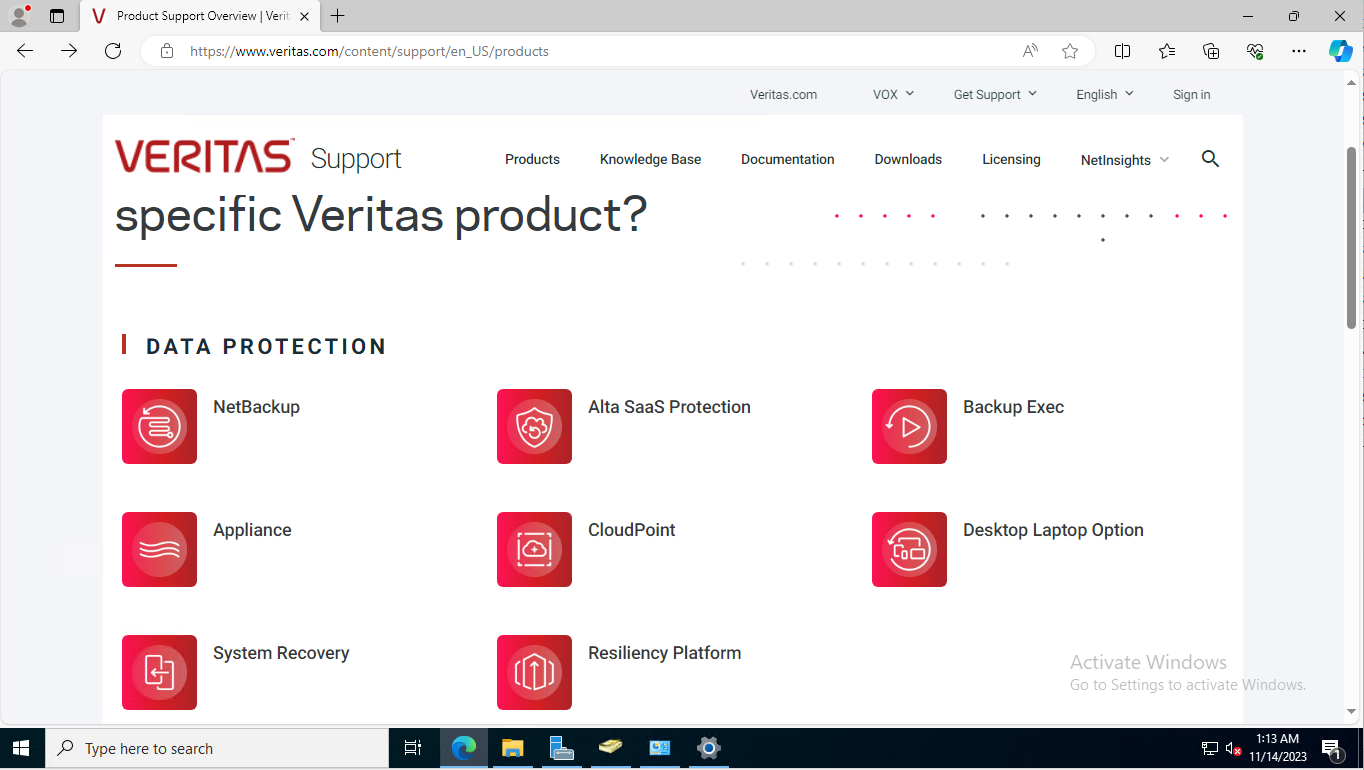 Product Support Overview | Verit
https://www.veritas.com/content/support/en_US/products
Veritas.com VOX Get Support English Sign in
VERITAS™ Support Products Knowledge Base Documentation Downloads Licensing NetInsights
specific Veritas product?
DATA PROTECTION
NetBackup Alta SaaS Protection Backup Exec
Appliance CloudPoint Desktop Laptop Option
System Recovery Resiliency Platform
Activate Windows
Go to Settings to activate Windows.
Type here to search
1:13 AM
11/14/2023
1